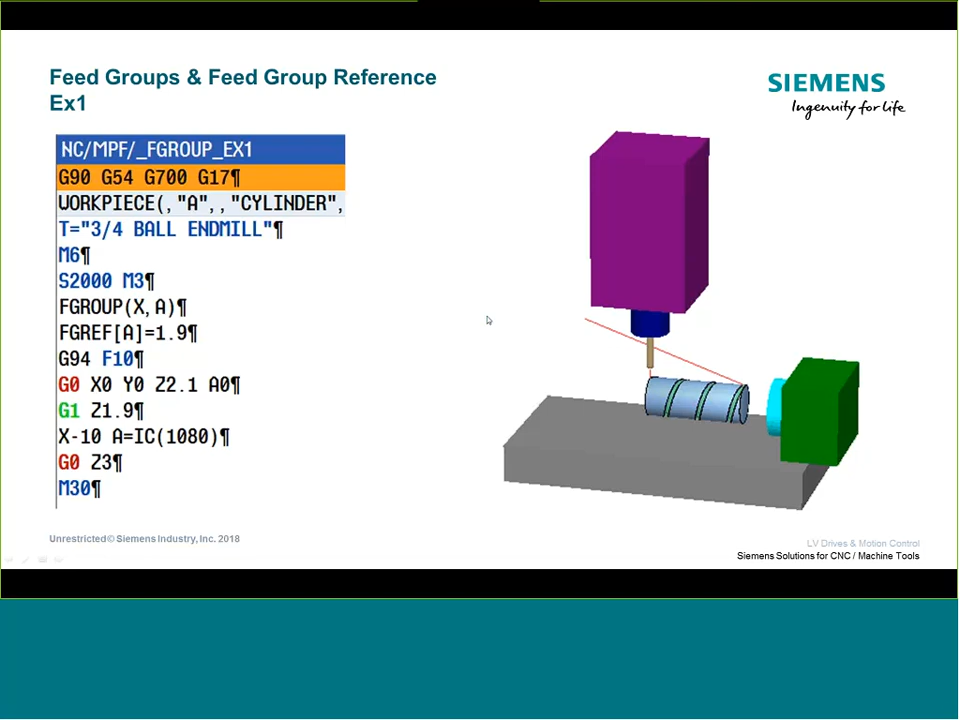 Feed Groups & Feed Group Reference
Ex1
SIEMENS
Ingenuity for life
NC/MPF/_FGROUP_EX1
G90 G54 G700 G17¶
WORKPIECE(,"A",,"CYLINDER",
T="3/4 BALL ENDMILL"¶
M6¶
S2000 M3¶
FGROUP(X,A)¶
FGREF[A]=1.9¶
G94 F10¶
G0 X0 Y0 Z2.1 A0¶
G1 Z1.9¶
X-10 A=IC(1080)¶
G0 Z3¶
M30¶
Unrestricted © Siemens Industry, Inc. 2018
LV Drives & Motion Control
Siemens Solutions for CNC / Machine Tools